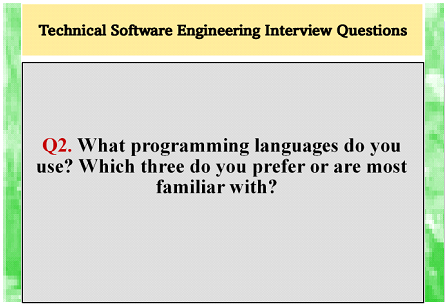 Technical Software Engineering Interview Questions
Q2. What programming languages do you
use? Which three do you prefer or are most
familiar with?